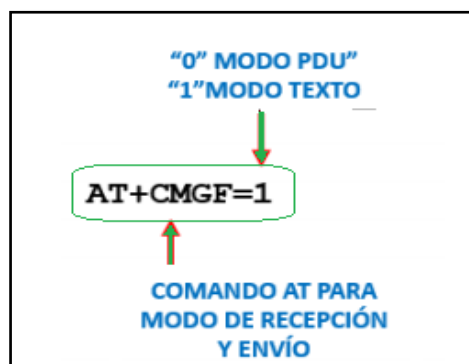 “0” MODO PDU”
“1”MODO TEXTO
AT+CMGF=1
COMANDO AT PARA
MODO DE RECEPCIÓN
Y ENVÍO